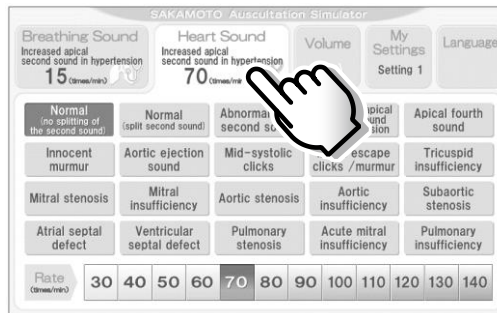 SAKAMOTO Auscultation Simulator
Breathing Sound
Increased apical
second sound in hypertension
15 (times/min)
Heart Sound
Increased apical
second sound in hypertension
70 (times/min)
Volume
My
Settings
Setting 1
Language
Normal
(no splitting of
the second sound)
Normal
(split second sound)
second
apical
Apical fourth
sound
Innocent
murmur
Aortic ejection
sound
Mid-systolic
clicks
escape
clicks /murmur
Tricuspid
insufficiency
Mitral stenosis
Mitral
insufficiency
Aortic stenosis
Aortic
insufficiency
Subaortic
stenosis
Atrial septal
defect
Ventricular
septal defect
Pulmonary
stenosis
Acute mitral
insufficiency
Pulmonary
insufficiency
Rate
(times/min)
30 40 50 60 70 80 90 100 110 120 130 140